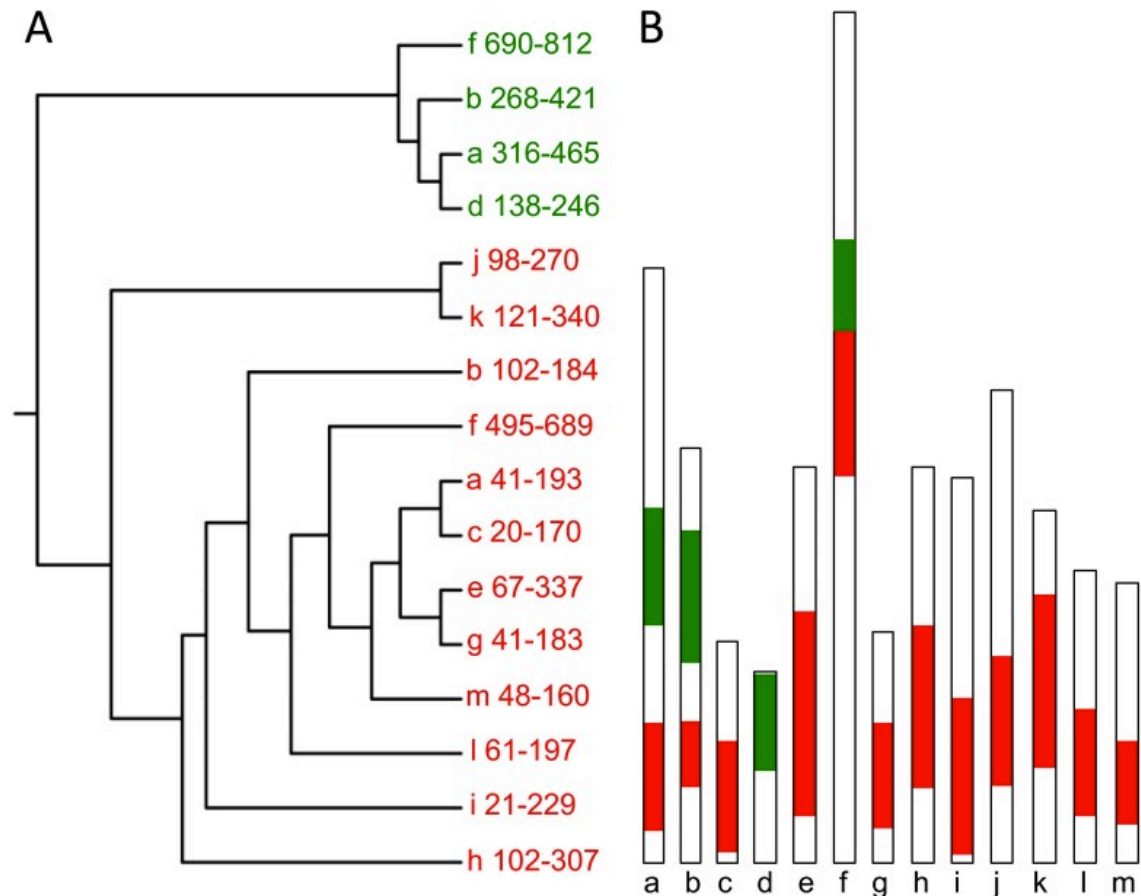 A
f 690-812
b 268-421
a 316-465
d 138-246
j 98-270
k 121-340
b 102-184
f 495-689
a 41-193
c 20-170
e 67-337
g 41-183
m 48-160
l 61-197
i 21-229
h 102-307
B
a b c d e f g h i j k l m